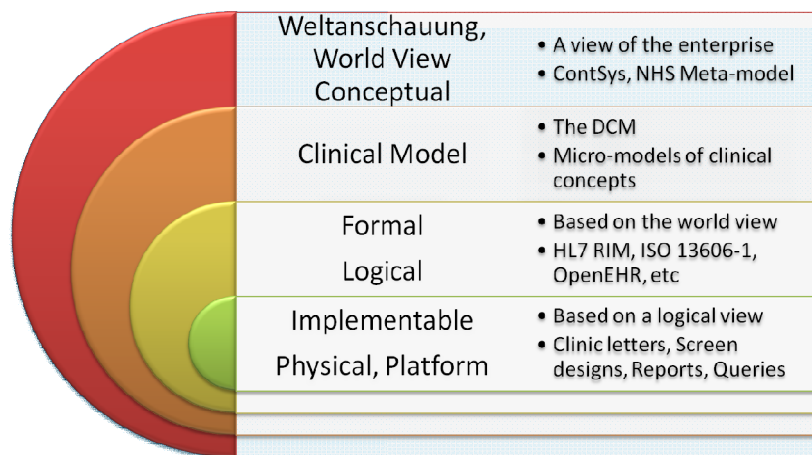 Weltanschauung,
World View
Conceptual
• A view of the enterprise
• ContSys, NHS Meta-model
Clinical Model
• The DCM
• Micro-models of clinical
concepts
Formal
Logical
• Based on the world view
• HL7 RIM, ISO 13606-1,
OpenEHR, etc
Implementable
Physical, Platform
• Based on a logical view
• Clinic letters, Screen
designs, Reports, Queries